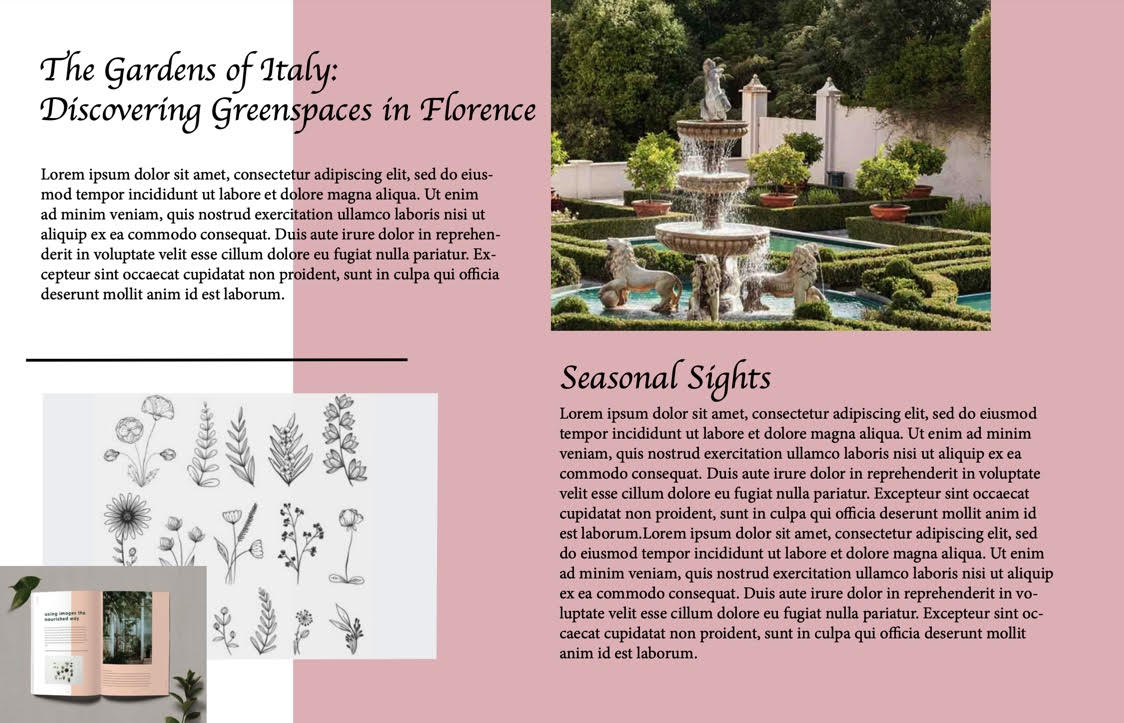 The Gardens of Italy:
Discovering Greenspaces in Florence
Lorem ipsum dolor sit amet, consectetur adipiscing elit, sed do eius-
mod tempor incididunt ut labore et dolore magna aliqua. Ut enim
ad minim veniam, quis nostrud exercitation ullamco laboris nisi ut
aliquip ex ea commodo consequat. Duis aute irure dolor in reprehen-
derit in voluptate velit esse cillum dolore eu fugiat nulla pariatur. Ex-
cepteur sint occaecat cupidatat non proident, sunt in culpa qui officia
deserunt mollit anim id est laborum.
using images the
nourished way
Seasonal Sights
Lorem ipsum dolor sit amet, consectetur adipiscing elit, sed do eiusmod
tempor incididunt ut labore et dolore magna aliqua. Ut enim ad minim
veniam, quis nostrud exercitation ullamco laboris nisi ut aliquip ex ea
commodo consequat. Duis aute irure dolor in reprehenderit in voluptate
velit esse cillum dolore eu fugiat nulla pariatur. Excepteur sint occaecat
cupidatat non proident, sunt in culpa qui officia deserunt mollit anim id
est laborum.Lorem ipsum dolor sit amet, consectetur adipiscing elit, sed
do eiusmod tempor incididunt ut labore et dolore magna aliqua. Ut enim
ad minim veniam, quis nostrud exercitation ullamco laboris nisi ut aliquip
ex ea commodo consequat. Duis aute irure dolor in reprehenderit in vo-
luptate velit esse cillum dolore eu fugiat nulla pariatur. Excepteur sint oc-
caecat cupidatat non proident, sunt in culpa qui officia deserunt mollit
anim id est laborum.